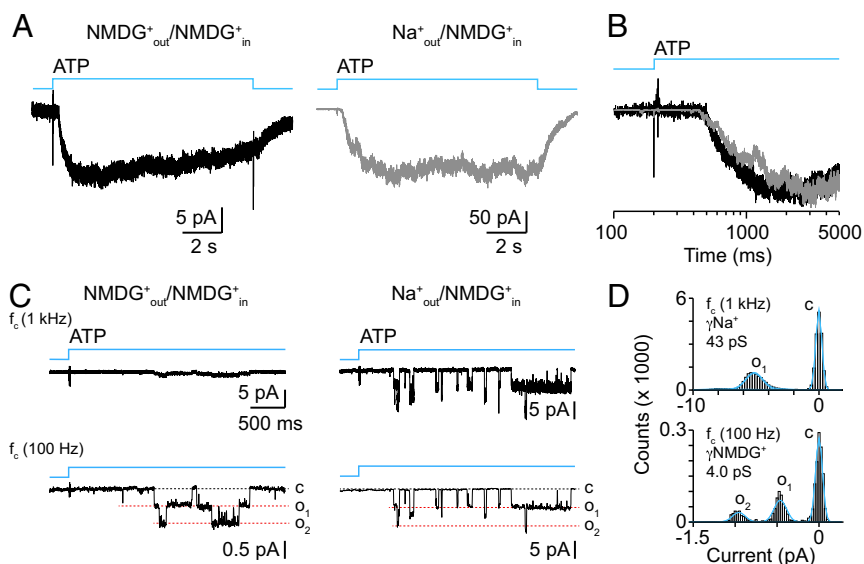 A
NMDG⁺out/NMDG⁺in
ATP
5 pA
2 s
Na⁺out/NMDG⁺in
ATP
50 pA
2 s
B
ATP
100
1000
5000
Time (ms)
C
NMDG⁺out/NMDG⁺in
Na⁺out/NMDG⁺in
fc (1 kHz)
ATP
5 pA
500 ms
ATP
5 pA
fc (100 Hz)
c
o1
o2
0.5 pA
c
o1
o2
5 pA
D
Counts (x 1000)
6
0
fc (1 kHz)
γNa⁺
43 pS
c
o1
-10
0
0.3
0
fc (100 Hz)
γNMDG⁺
4.0 pS
c
o1
o2
-1.5
0
Current (pA)